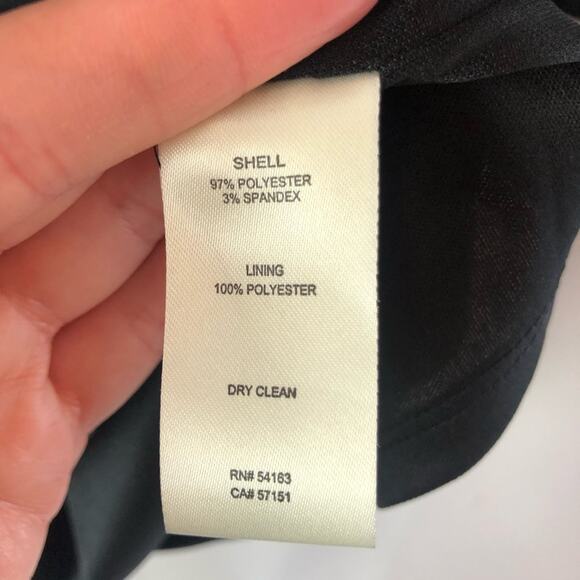 SHELL
97% POLYESTER
3% SPANDEX
LINING
100% POLYESTER
DRY CLEAN
RN# 54163
CA# 57151